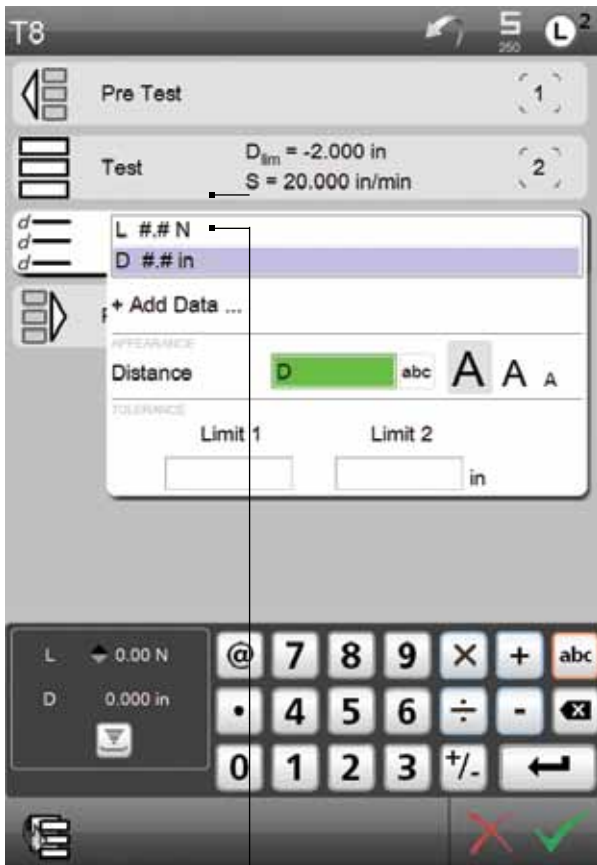 T8
S
250
L 2
Pre Test
1
Test
D lim = -2.000 in
S = 20.000 in/min
2
d
d
d
L #.# N
D #.# in
+ Add Data ...
APPEARANCE
Distance
D
abc
A A A
TOLERANCE
Limit 1
Limit 2
in
L 0.00 N
D 0.000 in
@ 7 8 9 × + abc
• 4 5 6 ÷ -
0 1 2 3 +/-